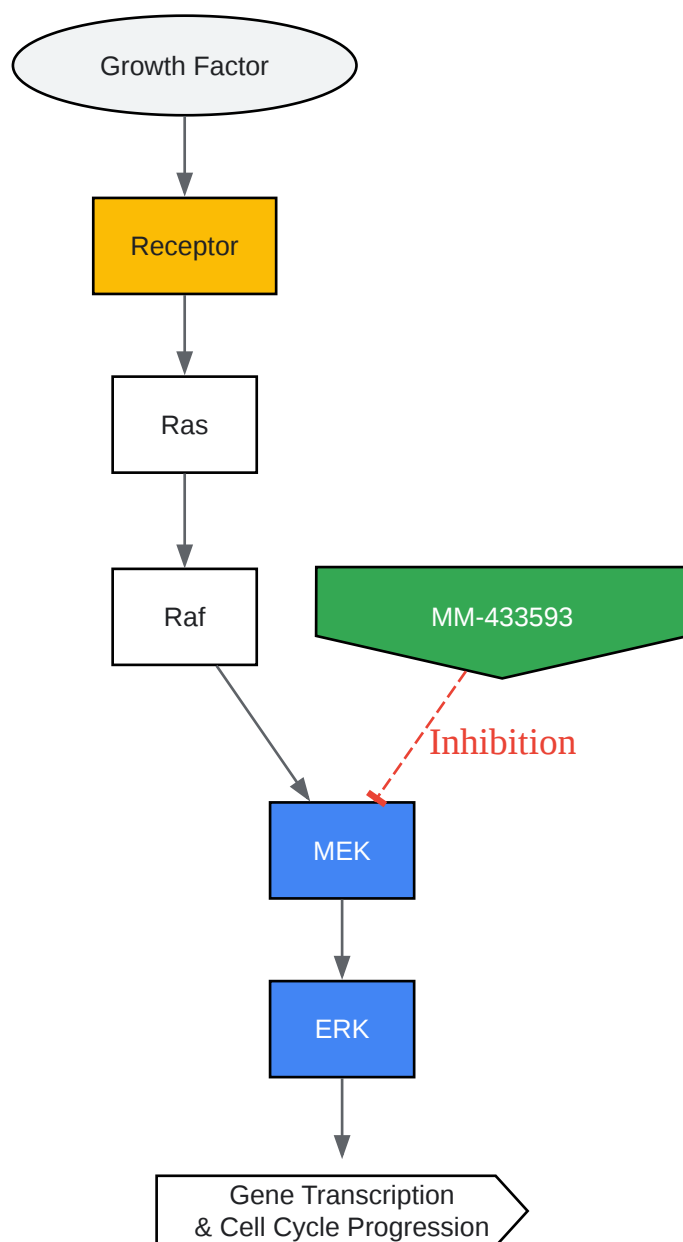 Growth Factor
Receptor
Ras
Raf
MM-433593
Inhibition
MEK
ERK
Gene Transcription
& Cell Cycle Progression